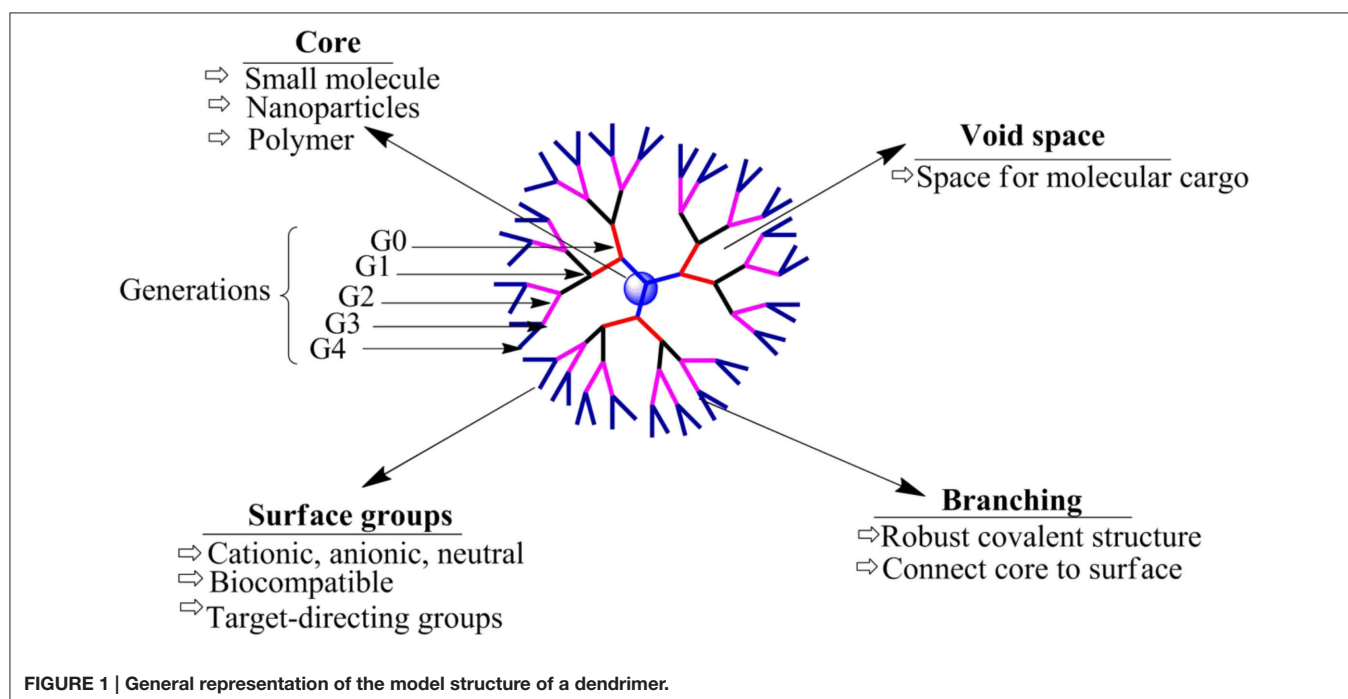 Core
⇨ Small molecule
⇨ Nanoparticles
⇨ Polymer
Void space
⇨Space for molecular cargo
Generations
G0
G1
G2
G3
G4
Surface groups
⇨Cationic, anionic, neutral
⇨Biocompatible
⇨Target-directing groups
Branching
⇨Robust covalent structure
⇨Connect core to surface
FIGURE 1 | General representation of the model structure of a dendrimer.